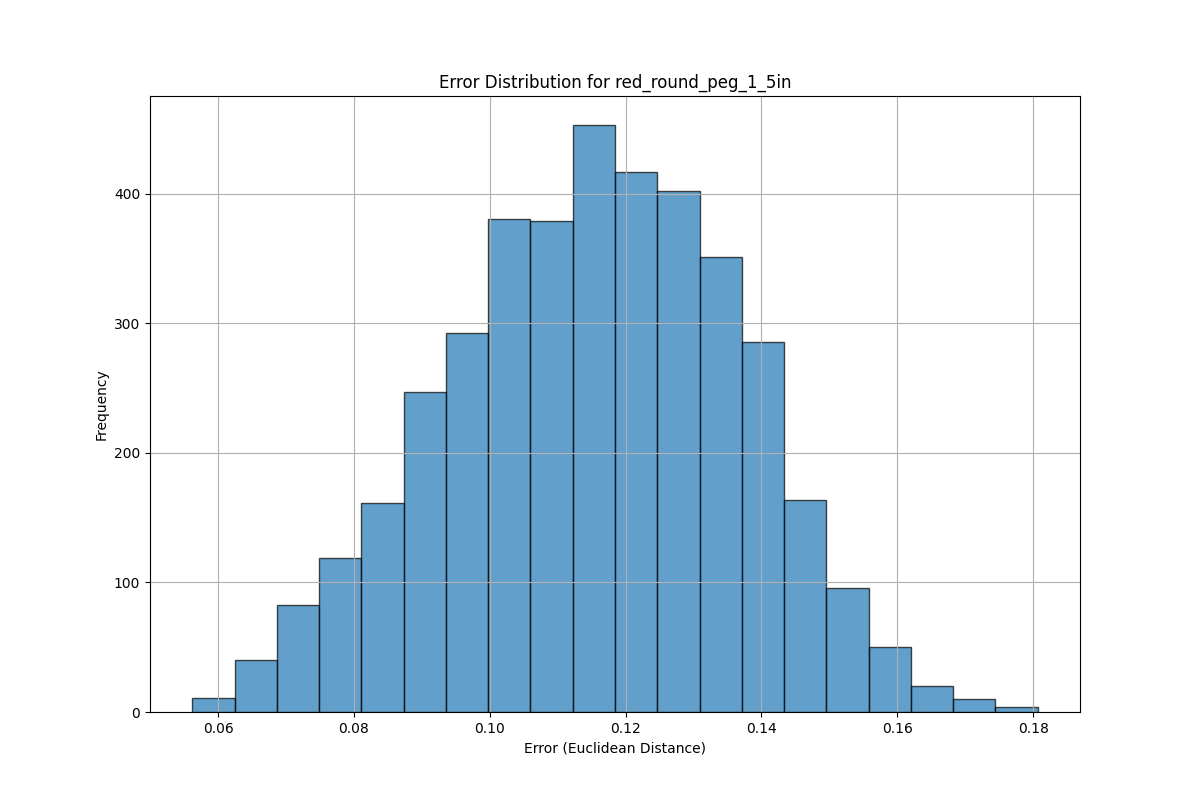 Error Distribution for red_round_peg_1_5in
Frequency
400
300
200
100
0
0.06 0.08 0.10 0.12 0.14 0.16 0.18
Error (Euclidean Distance)